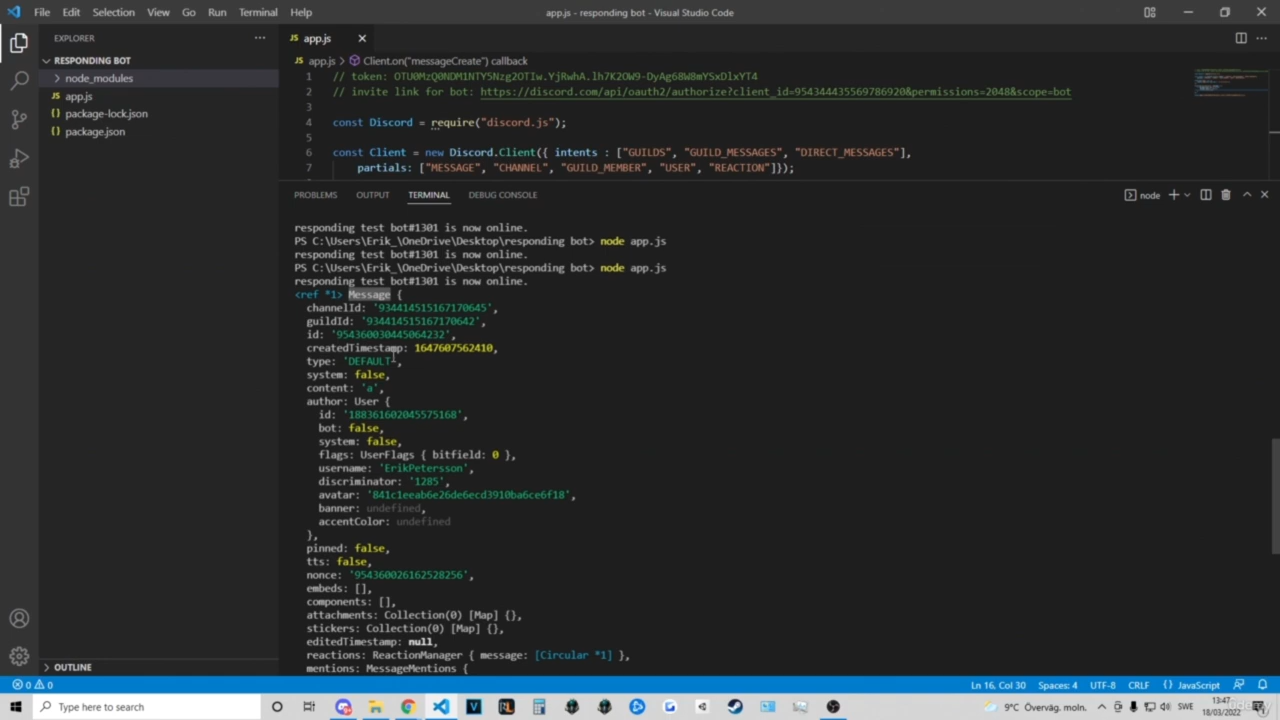 File Edit Selection View Go Run Terminal Help
app.js - responding bot - Visual Studio Code
EXPLORER
RESPONDING BOT
node_modules
app.js
package-lock.json
package.json
OUTLINE
app.js
app.js > Client.on("messageCreate") callback
1 // token: 
2 // invite link for bot: https://discord.com/api/oauth2/authorize?client_id=954344435569786920&permissions=2048&scope=bot
3
4 const Discord = require("discord.js");
5
6 const Client = new Discord.Client({ intents : ["GUILDS", "GUILD_MESSAGES", "DIRECT_MESSAGES"],
7 partials: ["MESSAGE", "CHANNEL", "GUILD_MEMBER", "USER", "REACTION"]});
PROBLEMS OUTPUT TERMINAL DEBUG CONSOLE
node
responding test bot#1301 is now online.
PS C:\Users\Erik_\OneDrive\Desktop\responding bot> node app.js
responding test bot#1301 is now online.
PS C:\Users\Erik_\OneDrive\Desktop\responding bot> node app.js
responding test bot#1301 is now online.
<ref *1> Message {
channelId: '934414515167170645',
guildId: '934414515167170642',
id: '954360030445064232',
createdTimestamp: 1647607562410,
type: 'DEFAULT',
system: false,
content: 'a',
author: User {
id: '188361602045575168',
bot: false,
system: false,
flags: UserFlags { bitfield: 0 },
username: 'ErikPetersson',
discriminator: '1285',
avatar: '841c1eeab6e26de6ecd3910ba6ce6f18',
banner: undefined,
accentColor: undefined
},
pinned: false,
tts: false,
nonce: '954360026162528256',
embeds: [],
components: [],
attachments: Collection(0) [Map] {},
stickers: Collection(0) [Map] {},
editedTimestamp: null,
reactions: ReactionManager { message: [Circular *1] },
mentions: MessageMentions {
0 0
Ln 16, Col 30 Spaces: 4 UTF-8 CRLF JavaScript
Type here to search
9°C Överväg. moln.
SWE
13:47
18/03/2022